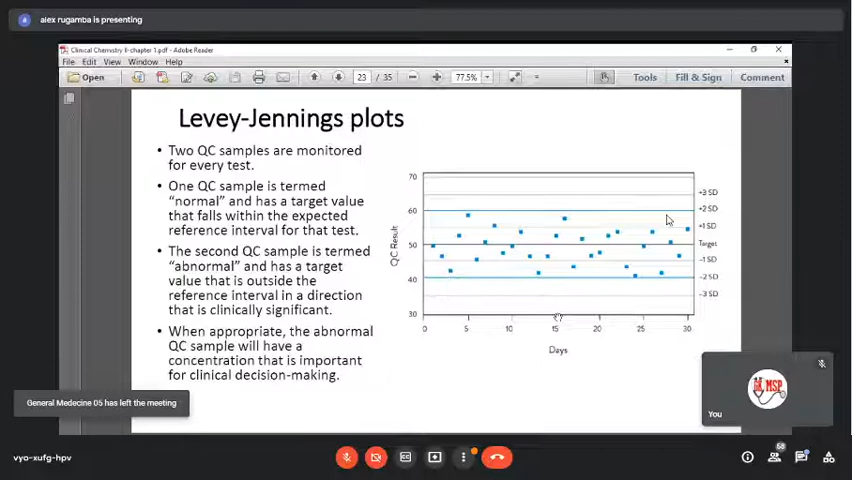 alex rugamba is presenting
Clinical Chemistry II-chapter 1.pdf - Adobe Reader
File Edit View Window Help
Open
23 / 35
77.5%
Tools Fill & Sign Comment
Levey-Jennings plots
• Two QC samples are monitored
for every test.
• One QC sample is termed
“normal” and has a target value
that falls within the expected
reference interval for that test.
• The second QC sample is termed
“abnormal” and has a target
value that is outside the
reference interval in a direction
that is clinically significant.
• When appropriate, the abnormal
QC sample will have a
concentration that is important
for clinical decision-making.
QC Result
70
60
50
40
30
0 5 10 15 20 25 30
Days
+3 SD
+2 SD
+1 SD
Target
-1 SD
-2 SD
-3 SD
General Medecine 05 has left the meeting
MSP
You
vyo-xufg-hpv
68